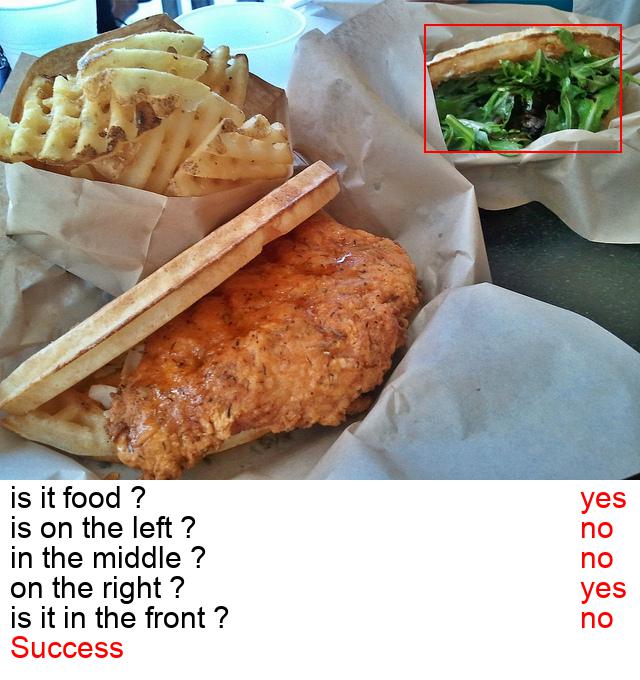 is it food ? yes
is on the left ? no
in the middle ? no
on the right ? yes
is it in the front ? no
Success